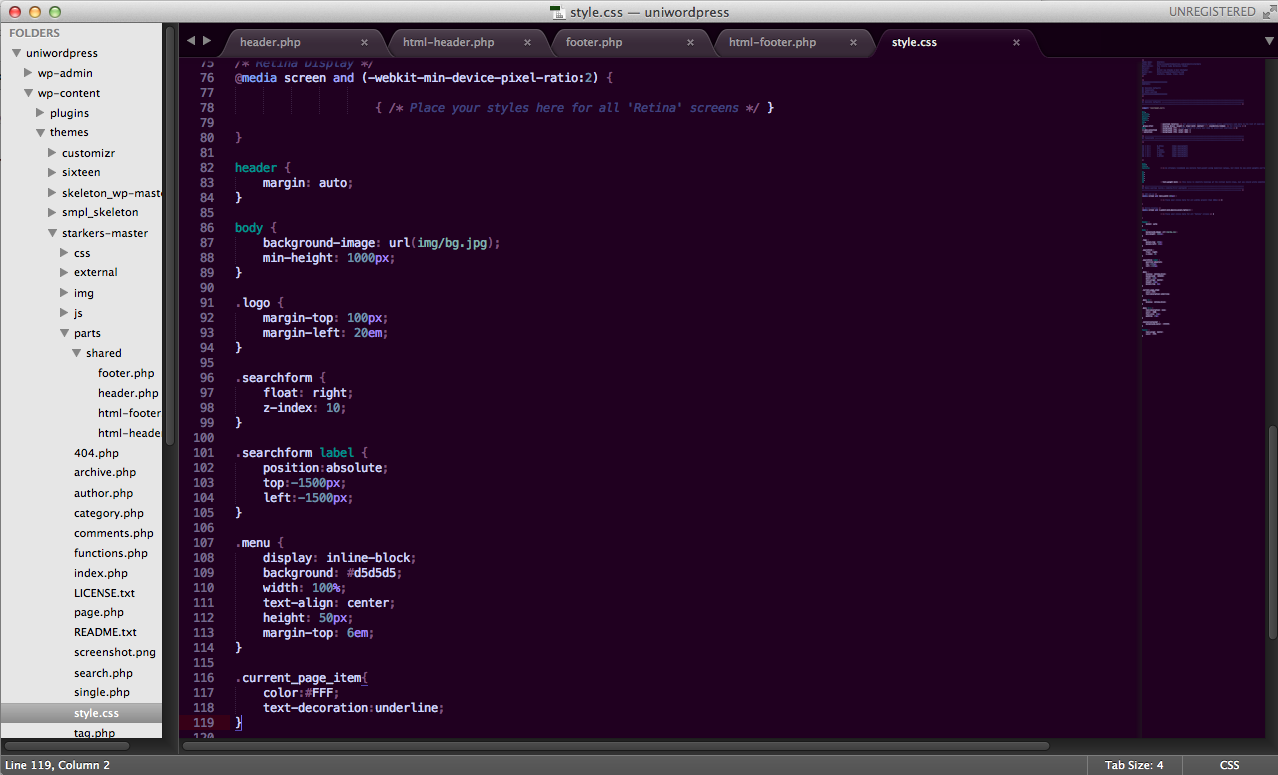 style.css — uniwordpress
UNREGISTERED
FOLDERS
uniwordpress
wp-admin
wp-content
plugins
themes
customizr
sixteen
skeleton_wp-maste
smpl_skeleton
starkers-master
css
external
img
js
parts
shared
footer.php
header.php
html-footer
html-heade
404.php
archive.php
author.php
category.php
comments.php
functions.php
index.php
LICENSE.txt
page.php
README.txt
screenshot.png
search.php
single.php
style.css
tag.php
header.php × html-header.php × footer.php × html-footer.php × style.css ×
75 /* Retina Display */
76 @media screen and (-webkit-min-device-pixel-ratio:2) {
77
78 { /* Place your styles here for all 'Retina' screens */ }
79
80 }
81
82 header {
83 margin: auto;
84 }
85
86 body {
87 background-image: url(img/bg.jpg);
88 min-height: 1000px;
89 }
90
91 .logo {
92 margin-top: 100px;
93 margin-left: 20em;
94 }
95
96 .searchform {
97 float: right;
98 z-index: 10;
99 }
100
101 .searchform label {
102 position:absolute;
103 top:-1500px;
104 left:-1500px;
105 }
106
107 .menu {
108 display: inline-block;
109 background: #d5d5d5;
110 width: 100%;
111 text-align: center;
112 height: 50px;
113 margin-top: 6em;
114 }
115
116 .current_page_item{
117 color:#FFF;
118 text-decoration:underline;
119 }
120
Line 119, Column 2
Tab Size: 4
CSS